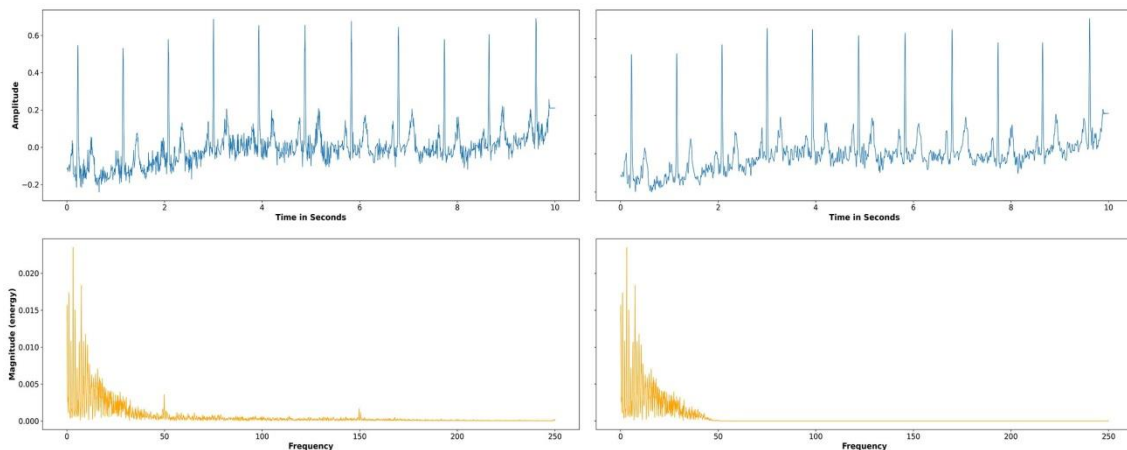 Amplitude
0.6
0.4
0.2
0.0
−0.2
0 2 4 6 8 10
Time in Seconds
0 2 4 6 8 10
Time in Seconds
Magnitude (energy)
0.020
0.015
0.010
0.005
0.000
0 50 100 150 200 250
Frequency
0 50 100 150 200 250
Frequency